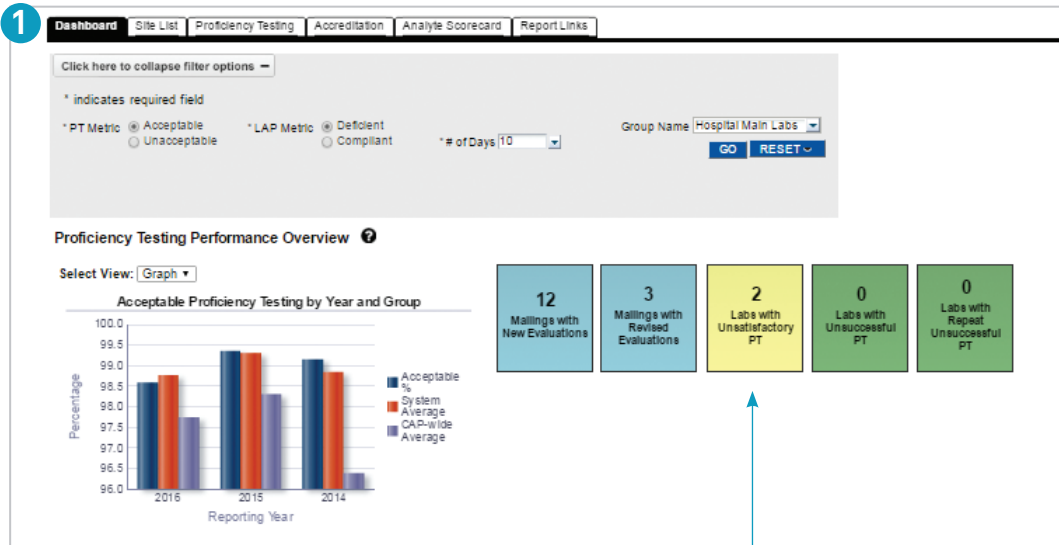 1
Dashboard Site List Proficiency Testing Accreditation Analyte Scorecard Report Links
Click here to collapse filter options −
* indicates required field
* PT Metric Acceptable
Unacceptable
* LAP Metric Deficient
Compliant
* # of Days 10
Group Name Hospital Main Labs
GO RESET
Proficiency Testing Performance Overview ?
Select View: Graph
Acceptable Proficiency Testing by Year and Group
100.0
99.5
99.0
98.5
98.0
97.5
97.0
96.5
96.0
Percentage
2016 2015 2014
Reporting Year
Acceptable
%
System
Average
CAP-wide
Average
12
Mailings with
New Evaluations
3
Mailings with
Revised
Evaluations
2
Labs with
Unsatisfactory
PT
0
Labs with
Unsuccessful
PT
0
Labs with
Repeat
Unsuccessful
PT